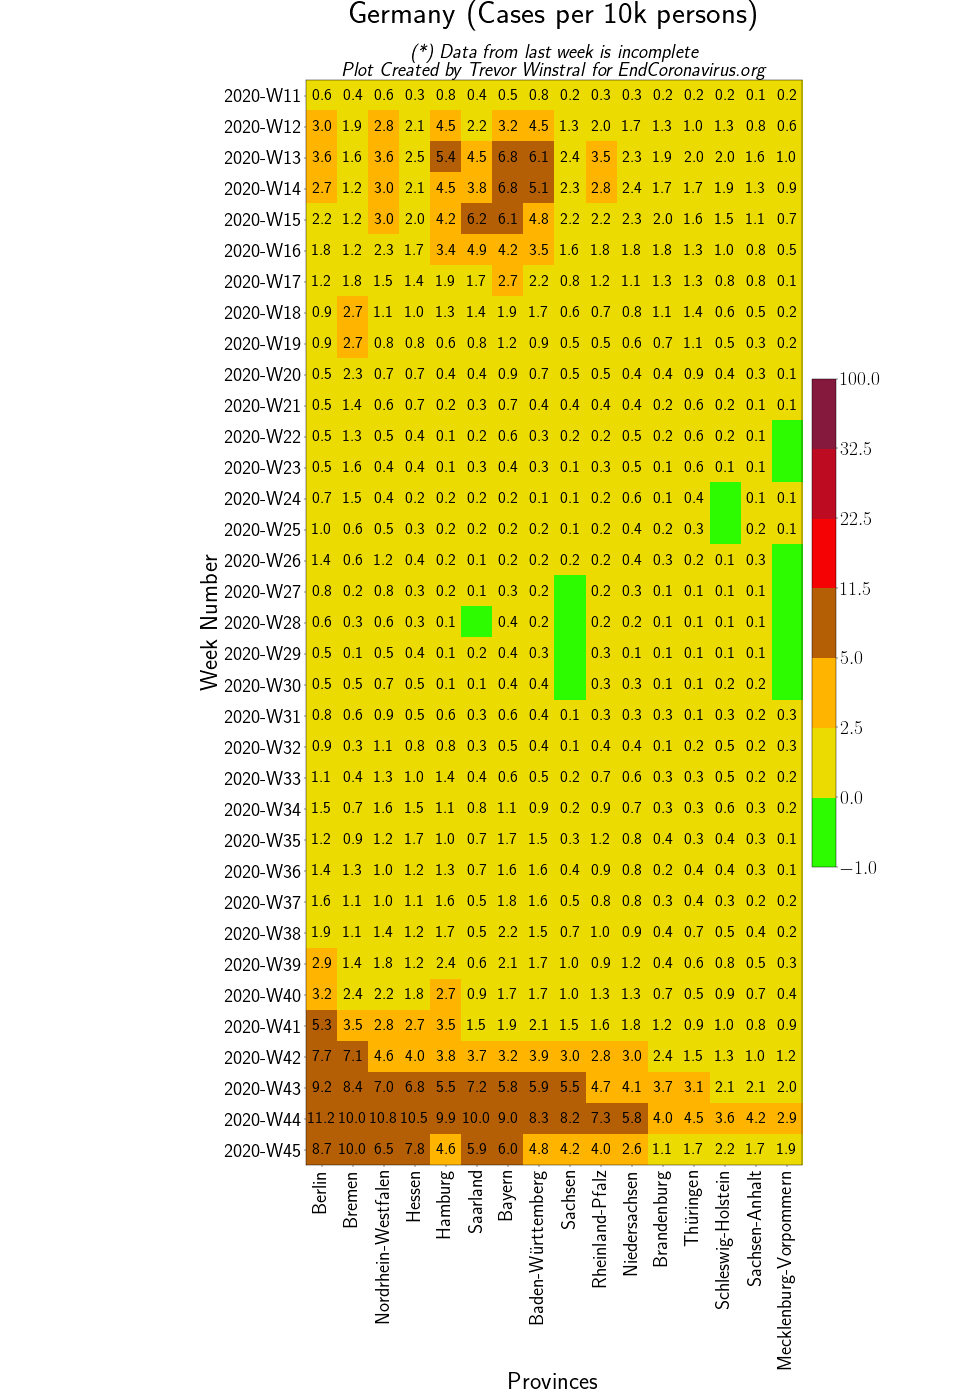 Germany (Cases per 10k persons)
(*) Data from last week is incomplete
Plot Created by Trevor Winstral for EndCoronavirus.org
2020-W11 0.6 0.4 0.6 0.3 0.8 0.4 0.5 0.8 0.2 0.3 0.3 0.2 0.2 0.2 0.1 0.2
2020-W12 3.0 1.9 2.8 2.1 4.5 2.2 3.2 4.5 1.3 2.0 1.7 1.3 1.0 1.3 0.8 0.6
2020-W13 3.6 1.6 3.6 2.5 5.4 4.5 6.8 6.1 2.4 3.5 2.3 1.9 2.0 2.0 1.6 1.0
2020-W14 2.7 1.2 3.0 2.1 4.5 3.8 6.8 5.1 2.3 2.8 2.4 1.7 1.7 1.9 1.3 0.9
2020-W15 2.2 1.2 3.0 2.0 4.2 6.2 6.1 4.8 2.2 2.2 2.3 2.0 1.6 1.5 1.1 0.7
2020-W16 1.8 1.2 2.3 1.7 3.4 4.9 4.2 3.5 1.6 1.8 1.8 1.8 1.3 1.0 0.8 0.5
2020-W17 1.2 1.8 1.5 1.4 1.9 1.7 2.7 2.2 0.8 1.2 1.1 1.3 1.3 0.8 0.8 0.1
2020-W18 0.9 2.7 1.1 1.0 1.3 1.4 1.9 1.7 0.6 0.7 0.8 1.1 1.4 0.6 0.5 0.2
2020-W19 0.9 2.7 0.8 0.8 0.6 0.8 1.2 0.9 0.5 0.5 0.6 0.7 1.1 0.5 0.3 0.2
2020-W20 0.5 2.3 0.7 0.7 0.4 0.4 0.9 0.7 0.5 0.5 0.4 0.4 0.9 0.4 0.3 0.1
2020-W21 0.5 1.4 0.6 0.7 0.2 0.3 0.7 0.4 0.4 0.4 0.4 0.2 0.6 0.2 0.1 0.1
2020-W22 0.5 1.3 0.5 0.4 0.1 0.2 0.6 0.3 0.2 0.2 0.5 0.2 0.6 0.2 0.1
2020-W23 0.5 1.6 0.4 0.4 0.1 0.3 0.4 0.3 0.1 0.3 0.5 0.1 0.6 0.1 0.1
2020-W24 0.7 1.5 0.4 0.2 0.2 0.2 0.2 0.1 0.1 0.2 0.6 0.1 0.4 0.1 0.1
2020-W25 1.0 0.6 0.5 0.3 0.2 0.2 0.2 0.2 0.1 0.2 0.4 0.2 0.3 0.2 0.1
2020-W26 1.4 0.6 1.2 0.4 0.2 0.1 0.2 0.2 0.2 0.2 0.4 0.3 0.2 0.1 0.3
2020-W27 0.8 0.2 0.8 0.3 0.2 0.1 0.3 0.2 0.2 0.3 0.1 0.1 0.1 0.1
2020-W28 0.6 0.3 0.6 0.3 0.1 0.4 0.2 0.2 0.2 0.1 0.1 0.1 0.1
2020-W29 0.5 0.1 0.5 0.4 0.1 0.2 0.4 0.3 0.3 0.1 0.1 0.1 0.1 0.1
2020-W30 0.5 0.5 0.7 0.5 0.1 0.1 0.4 0.4 0.3 0.3 0.1 0.1 0.2 0.2
2020-W31 0.8 0.6 0.9 0.5 0.6 0.3 0.6 0.4 0.1 0.3 0.3 0.3 0.1 0.3 0.2 0.3
2020-W32 0.9 0.3 1.1 0.8 0.8 0.3 0.5 0.4 0.1 0.4 0.4 0.1 0.2 0.5 0.2 0.3
2020-W33 1.1 0.4 1.3 1.0 1.4 0.4 0.6 0.5 0.2 0.7 0.6 0.3 0.3 0.5 0.2 0.2
2020-W34 1.5 0.7 1.6 1.5 1.1 0.8 1.1 0.9 0.2 0.9 0.7 0.3 0.3 0.6 0.3 0.2
2020-W35 1.2 0.9 1.2 1.7 1.0 0.7 1.7 1.5 0.3 1.2 0.8 0.4 0.3 0.4 0.3 0.1
2020-W36 1.4 1.3 1.0 1.2 1.3 0.7 1.6 1.6 0.4 0.9 0.8 0.2 0.4 0.4 0.3 0.1
2020-W37 1.6 1.1 1.0 1.1 1.6 0.5 1.8 1.6 0.5 0.8 0.8 0.3 0.4 0.3 0.2 0.2
2020-W38 1.9 1.1 1.4 1.2 1.7 0.5 2.2 1.5 0.7 1.0 0.9 0.4 0.7 0.5 0.4 0.2
2020-W39 2.9 1.4 1.8 1.2 2.4 0.6 2.1 1.7 1.0 0.9 1.2 0.4 0.6 0.8 0.5 0.3
2020-W40 3.2 2.4 2.2 1.8 2.7 0.9 1.7 1.7 1.0 1.3 1.3 0.7 0.5 0.9 0.7 0.4
2020-W41 5.3 3.5 2.8 2.7 3.5 1.5 1.9 2.1 1.5 1.6 1.8 1.2 0.9 1.0 0.8 0.9
2020-W42 7.7 7.1 4.6 4.0 3.8 3.7 3.2 3.9 3.0 2.8 3.0 2.4 1.5 1.3 1.0 1.2
2020-W43 9.2 8.4 7.0 6.8 5.5 7.2 5.8 5.9 5.5 4.7 4.1 3.7 3.1 2.1 2.1 2.0
2020-W44 11.2 10.0 10.8 10.5 9.9 10.0 9.0 8.3 8.2 7.3 5.8 4.0 4.5 3.6 4.2 2.9
2020-W45 8.7 10.0 6.5 7.8 4.6 5.9 6.0 4.8 4.2 4.0 2.6 1.1 1.7 2.2 1.7 1.9
Week Number
Berlin
Bremen
Nordrhein-Westfalen
Hessen
Hamburg
Saarland
Bayern
Baden-Württemberg
Sachsen
Rheinland-Pfalz
Niedersachsen
Brandenburg
Thüringen
Schleswig-Holstein
Sachsen-Anhalt
Mecklenburg-Vorpommern
Provinces
100.0
32.5
22.5
11.5
5.0
2.5
0.0
−1.0